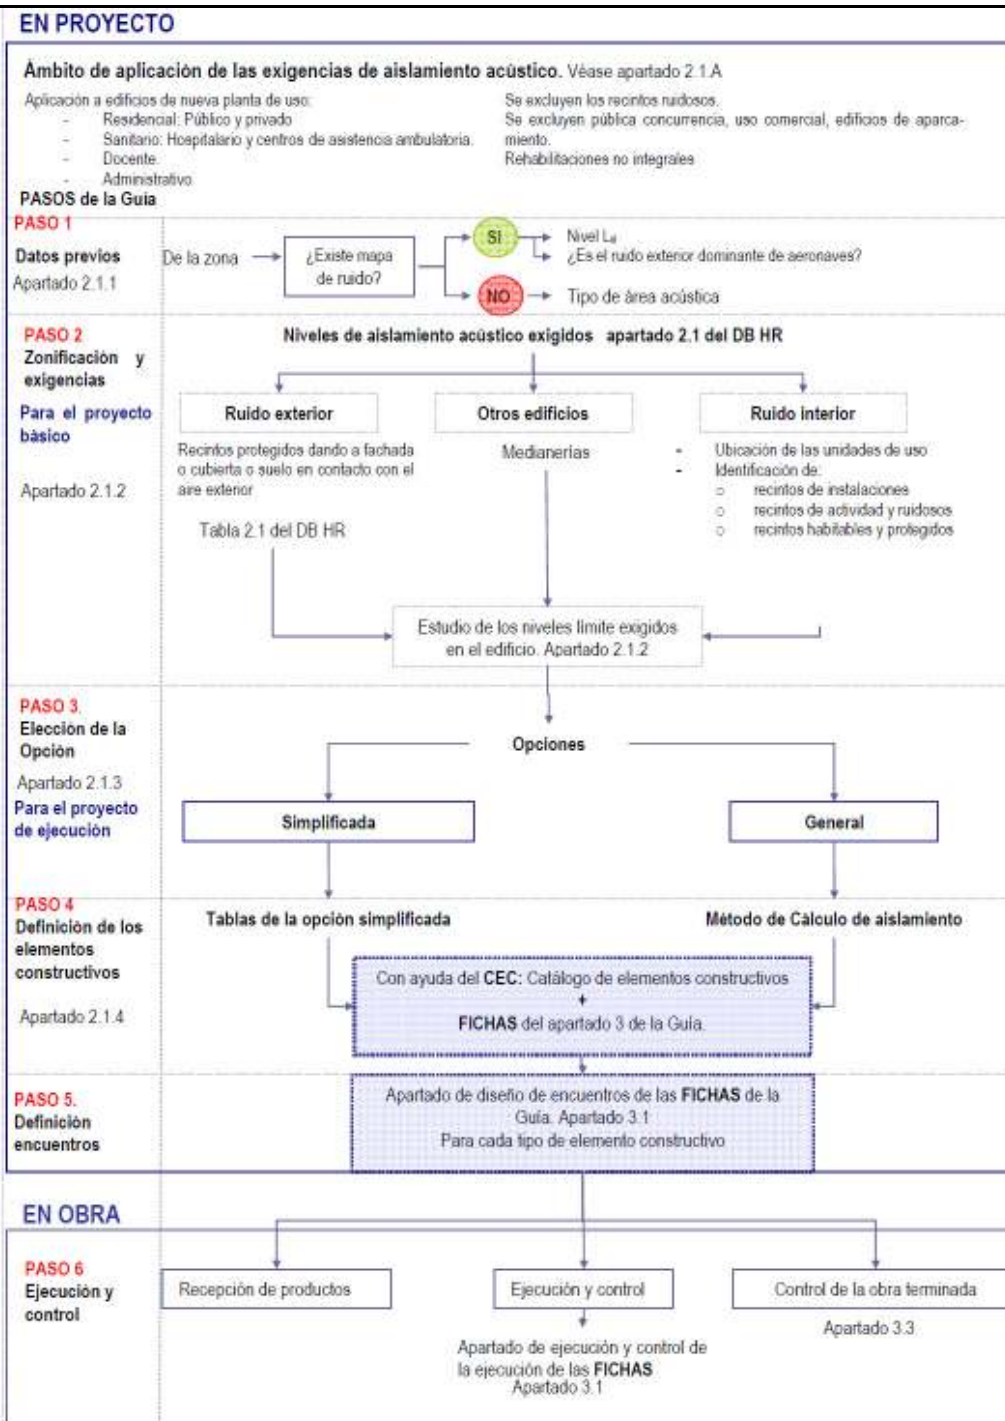 EN PROYECTO
Ámbito de aplicación de las exigencias de aislamiento acústico. Véase apartado 2.1.A
Aplicación a edificios de nueva planta de uso:
- Residencial: Público y privado
- Sanitario: Hospitalario y centros de asistencia ambulatoria.
- Docente.
- Administrativo
Se excluyen los recintos ruidosos.
Se excluyen pública concurrencia, uso comercial, edificios de aparca-
miento.
Rehabilitaciones no integrales
PASOS de la Guía
PASO 1
Datos previos
Apartado 2.1.1
De la zona
¿Existe mapa
de ruido?
SI
Nivel Ld
¿Es el ruido exterior dominante de aeronaves?
NO
Tipo de área acústica
PASO 2
Zonificación y
exigencias
Para el proyecto
básico
Apartado 2.1.2
Niveles de aislamiento acústico exigidos apartado 2.1 del DB HR
Ruido exterior
Recintos protegidos dando a fachada
o cubierta o suelo en contacto con el
aire exterior
Tabla 2.1 del DB HR
Otros edificios
Medianerías
Ruido interior
- Ubicación de las unidades de uso
- Identificación de:
o recintos de instalaciones
o recintos de actividad y ruidosos
o recintos habitables y protegidos
Estudio de los niveles límite exigidos
en el edificio. Apartado 2.1.2
PASO 3.
Elección de la
Opción
Apartado 2.1.3
Para el proyecto
de ejecución
Opciones
Simplificada
General
PASO 4
Definición de los
elementos
constructivos
Apartado 2.1.4
Tablas de la opción simplificada
Método de Cálculo de aislamiento
Con ayuda del CEC: Catálogo de elementos constructivos
+
FICHAS del apartado 3 de la Guía.
PASO 5.
Definición
encuentros
Apartado de diseño de encuentros de las FICHAS de la
Guía. Apartado 3.1
Para cada tipo de elemento constructivo
EN OBRA
PASO 6
Ejecución y
control
Recepción de productos
Ejecución y control
Apartado de ejecución y control de
la ejecución de las FICHAS
Apartado 3.1
Control de la obra terminada
Apartado 3.3